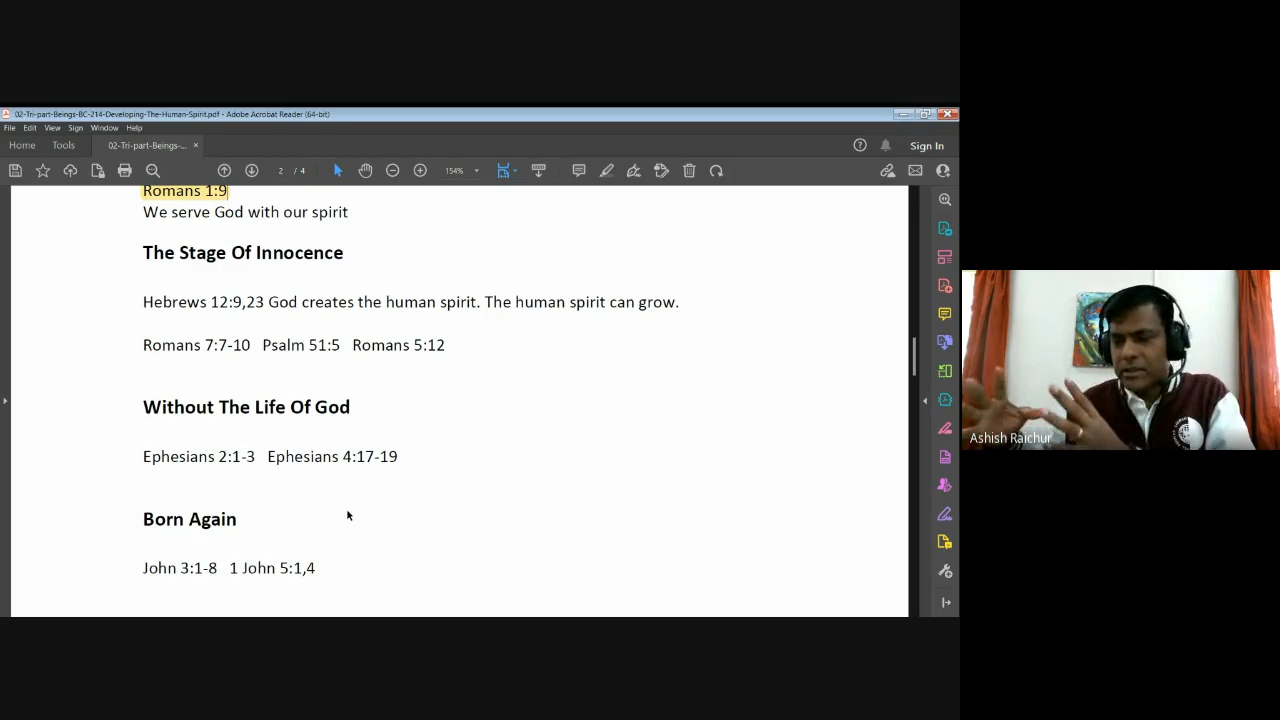 02-Tri-part-Beings-BC-214-Developing-The-Human-Spirit.pdf - Adobe Acrobat Reader (64-bit)
File Edit View Sign Window Help
Home Tools 02-Tri-part-Beings-... × Sign In
2 / 4 154%
Romans 1:9
We serve God with our spirit
The Stage Of Innocence
Hebrews 12:9,23 God creates the human spirit. The human spirit can grow.
Romans 7:7-10 Psalm 51:5 Romans 5:12
Without The Life Of God
Ephesians 2:1-3 Ephesians 4:17-19
Born Again
John 3:1-8 1 John 5:1,4
Ashish Raichur